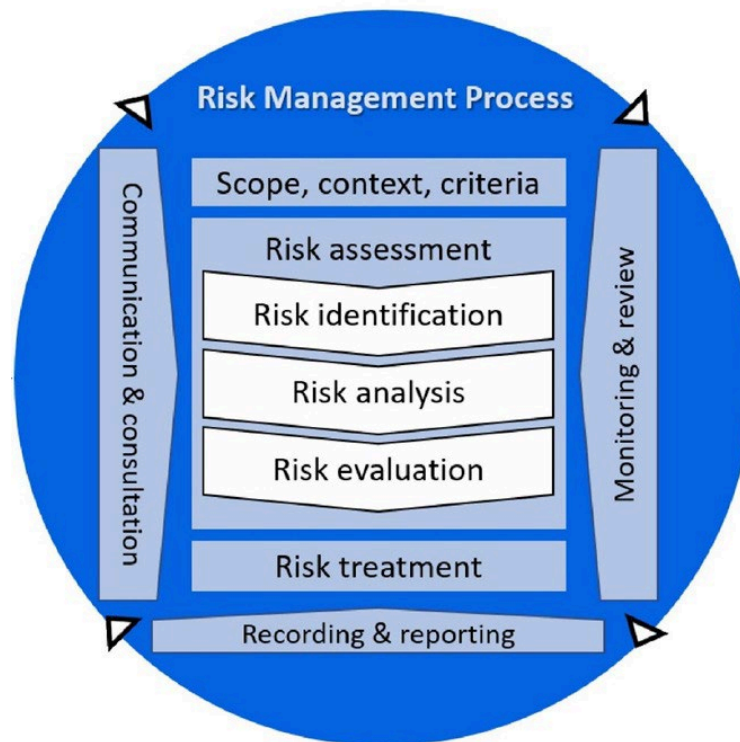 Risk Management Process
Communication & consultation
Scope, context, criteria
Risk assessment
Risk identification
Risk analysis
Risk evaluation
Risk treatment
Monitoring & review
Recording & reporting